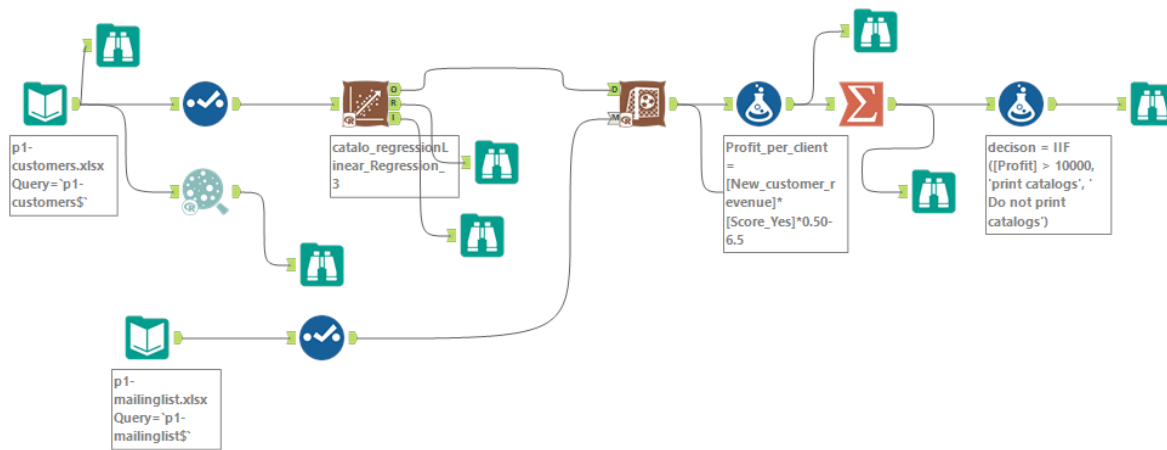 p1-
customers.xlsx
Query=`p1-
customers$`
catalo_regressionL
inear_Regression_
3
O
R
I
D
M
Profit_per_client
=
[New_customer_r
evenue]*
[Score_Yes]*0.50-
6.5
decison = IIF
([Profit] > 10000,
'print catalogs', '
Do not print
catalogs')
p1-
mailinglist.xlsx
Query=`p1-
mailinglist$`